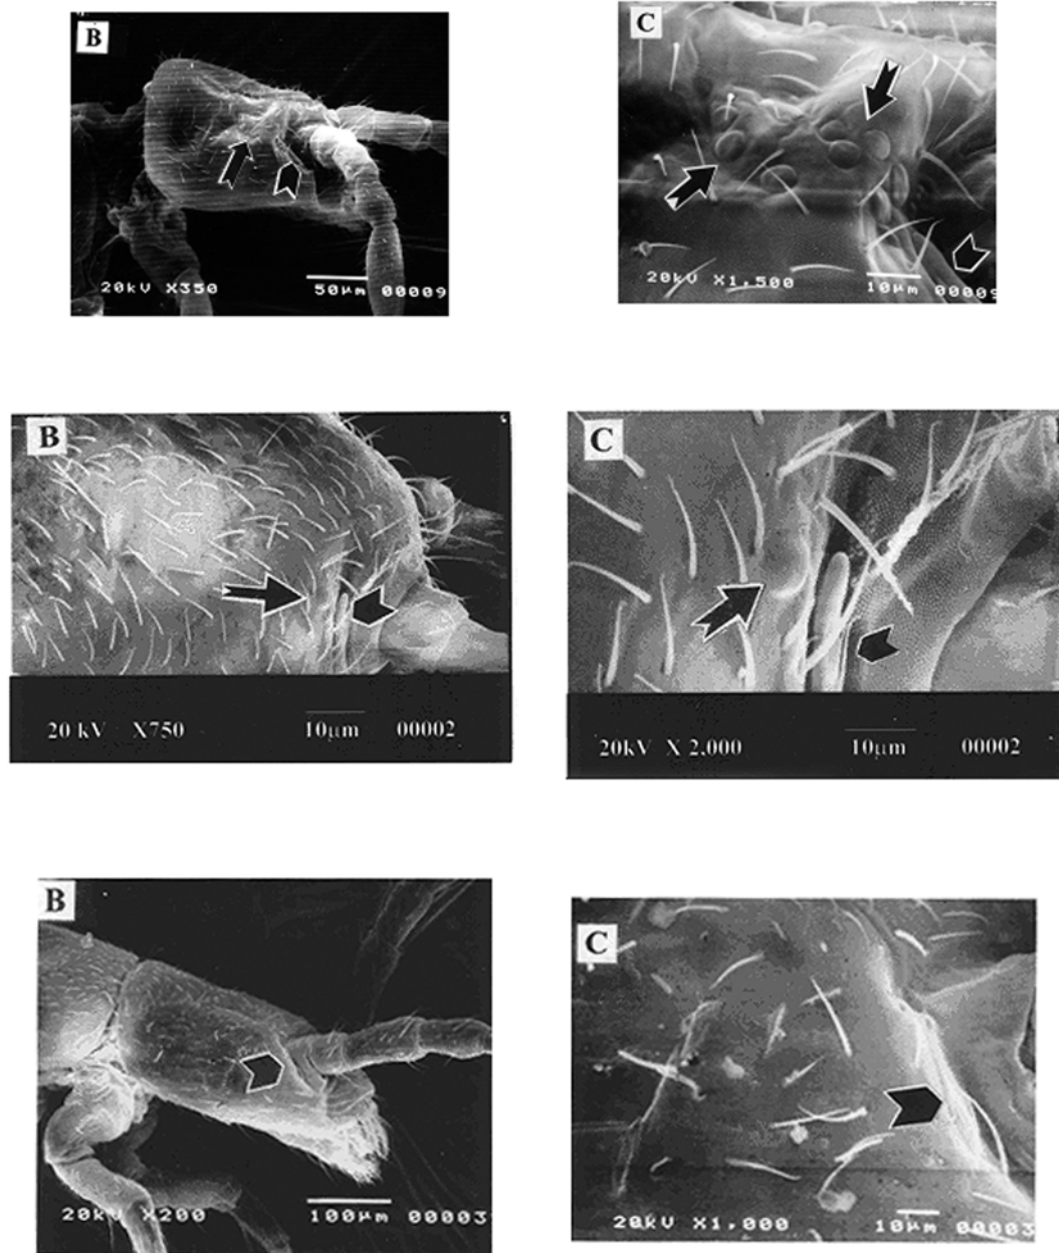 B
20kV X350 50µm 00009
C
20kV X1,500 10µm 00009
B
20 kV X750 10µm 00002
C
20kV X 2,000 10µm 00002
B
20kV X200 100µm 00003
C
20kV X1,000 10µm 00003